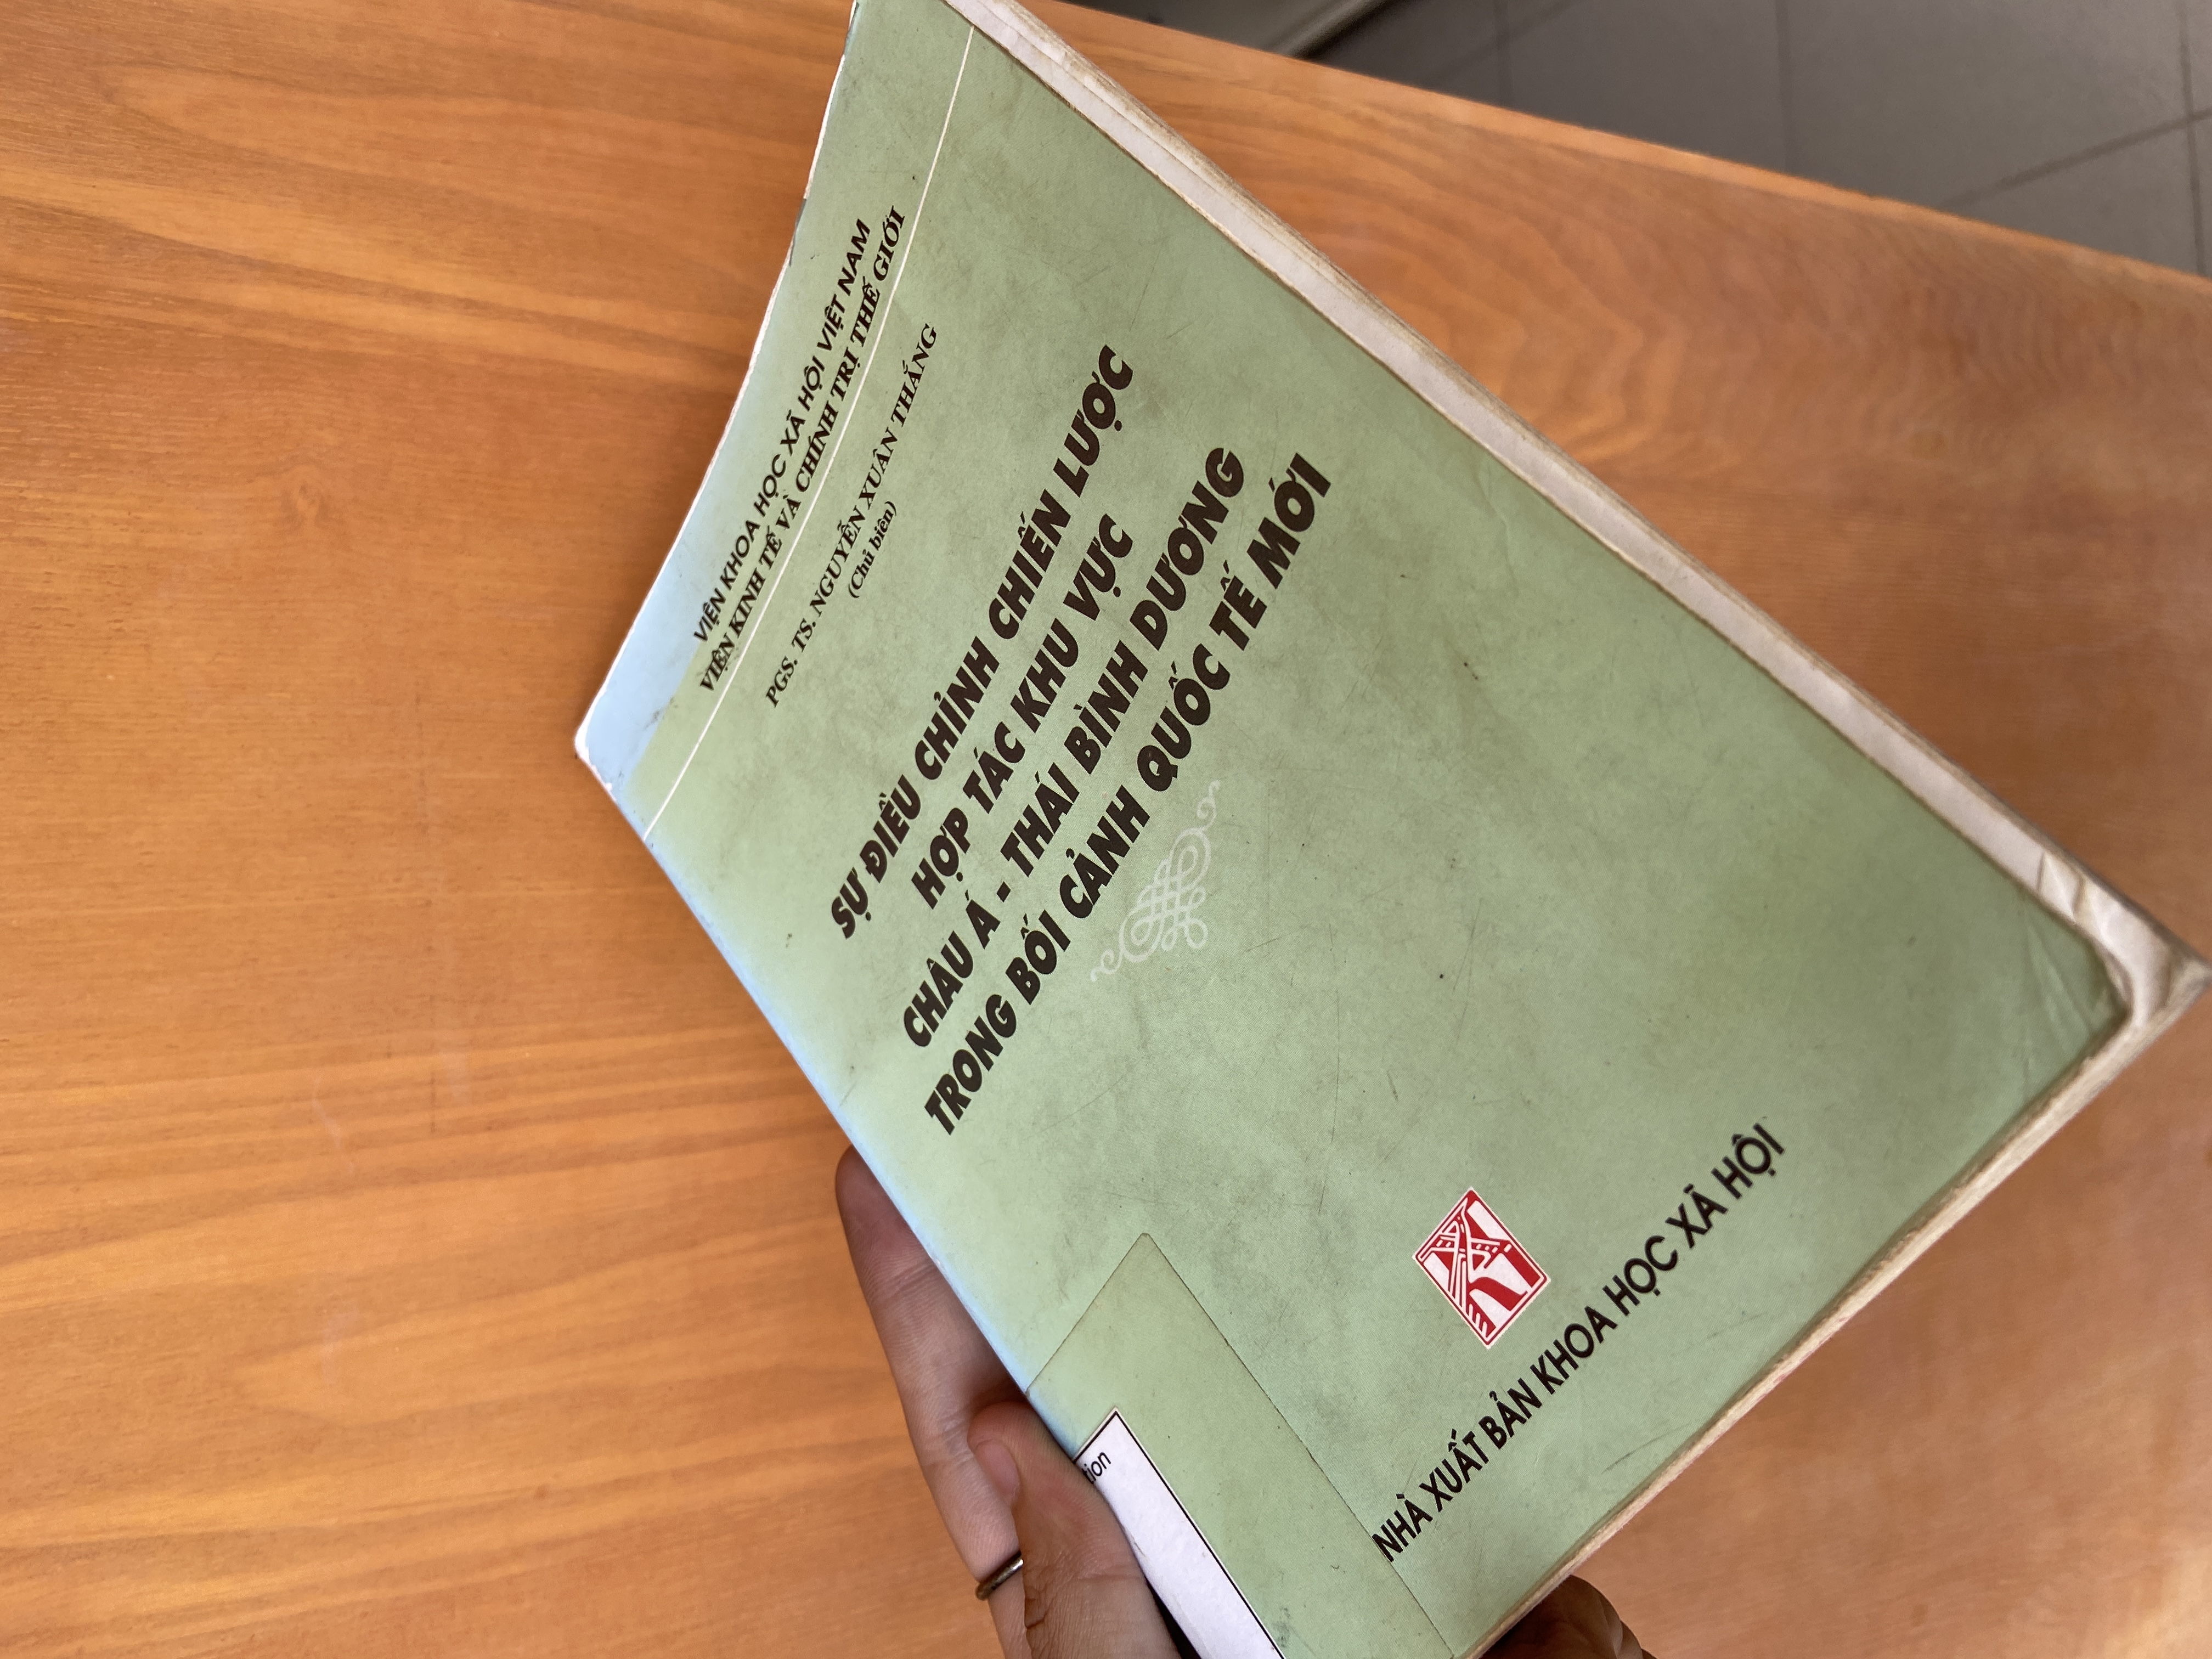 VIỆN KHOA HỌC XÃ HỘI VIỆT NAM
VIỆN KINH TẾ VÀ CHÍNH TRỊ THẾ GIỚI
PGS. TS. NGUYỄN XUÂN THẮNG
(Chủ biên)
SỰ ĐIỀU CHỈNH CHIẾN LƯỢC
HỢP TÁC KHU VỰC
CHÂU Á - THÁI BÌNH DƯƠNG
TRONG BỐI CẢNH QUỐC TẾ MỚI
NHÀ XUẤT BẢN KHOA HỌC XÃ HỘI